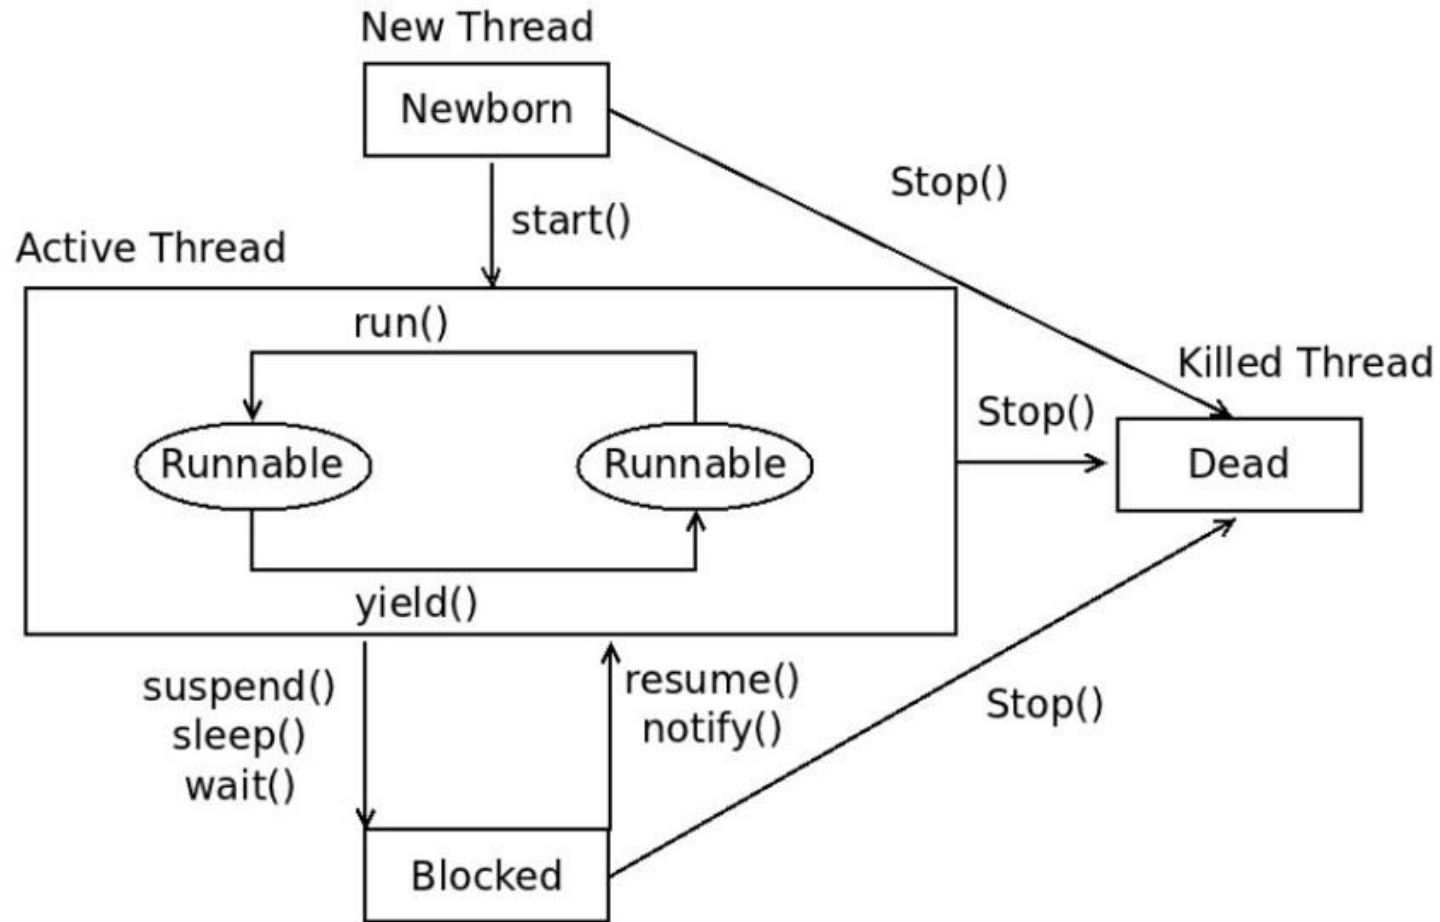 New Thread
Newborn
Stop()
start()
Active Thread
run()
Killed Thread
Stop()
Runnable
Runnable
Dead
yield()
suspend()
sleep()
wait()
resume()
notify()
Stop()
Blocked